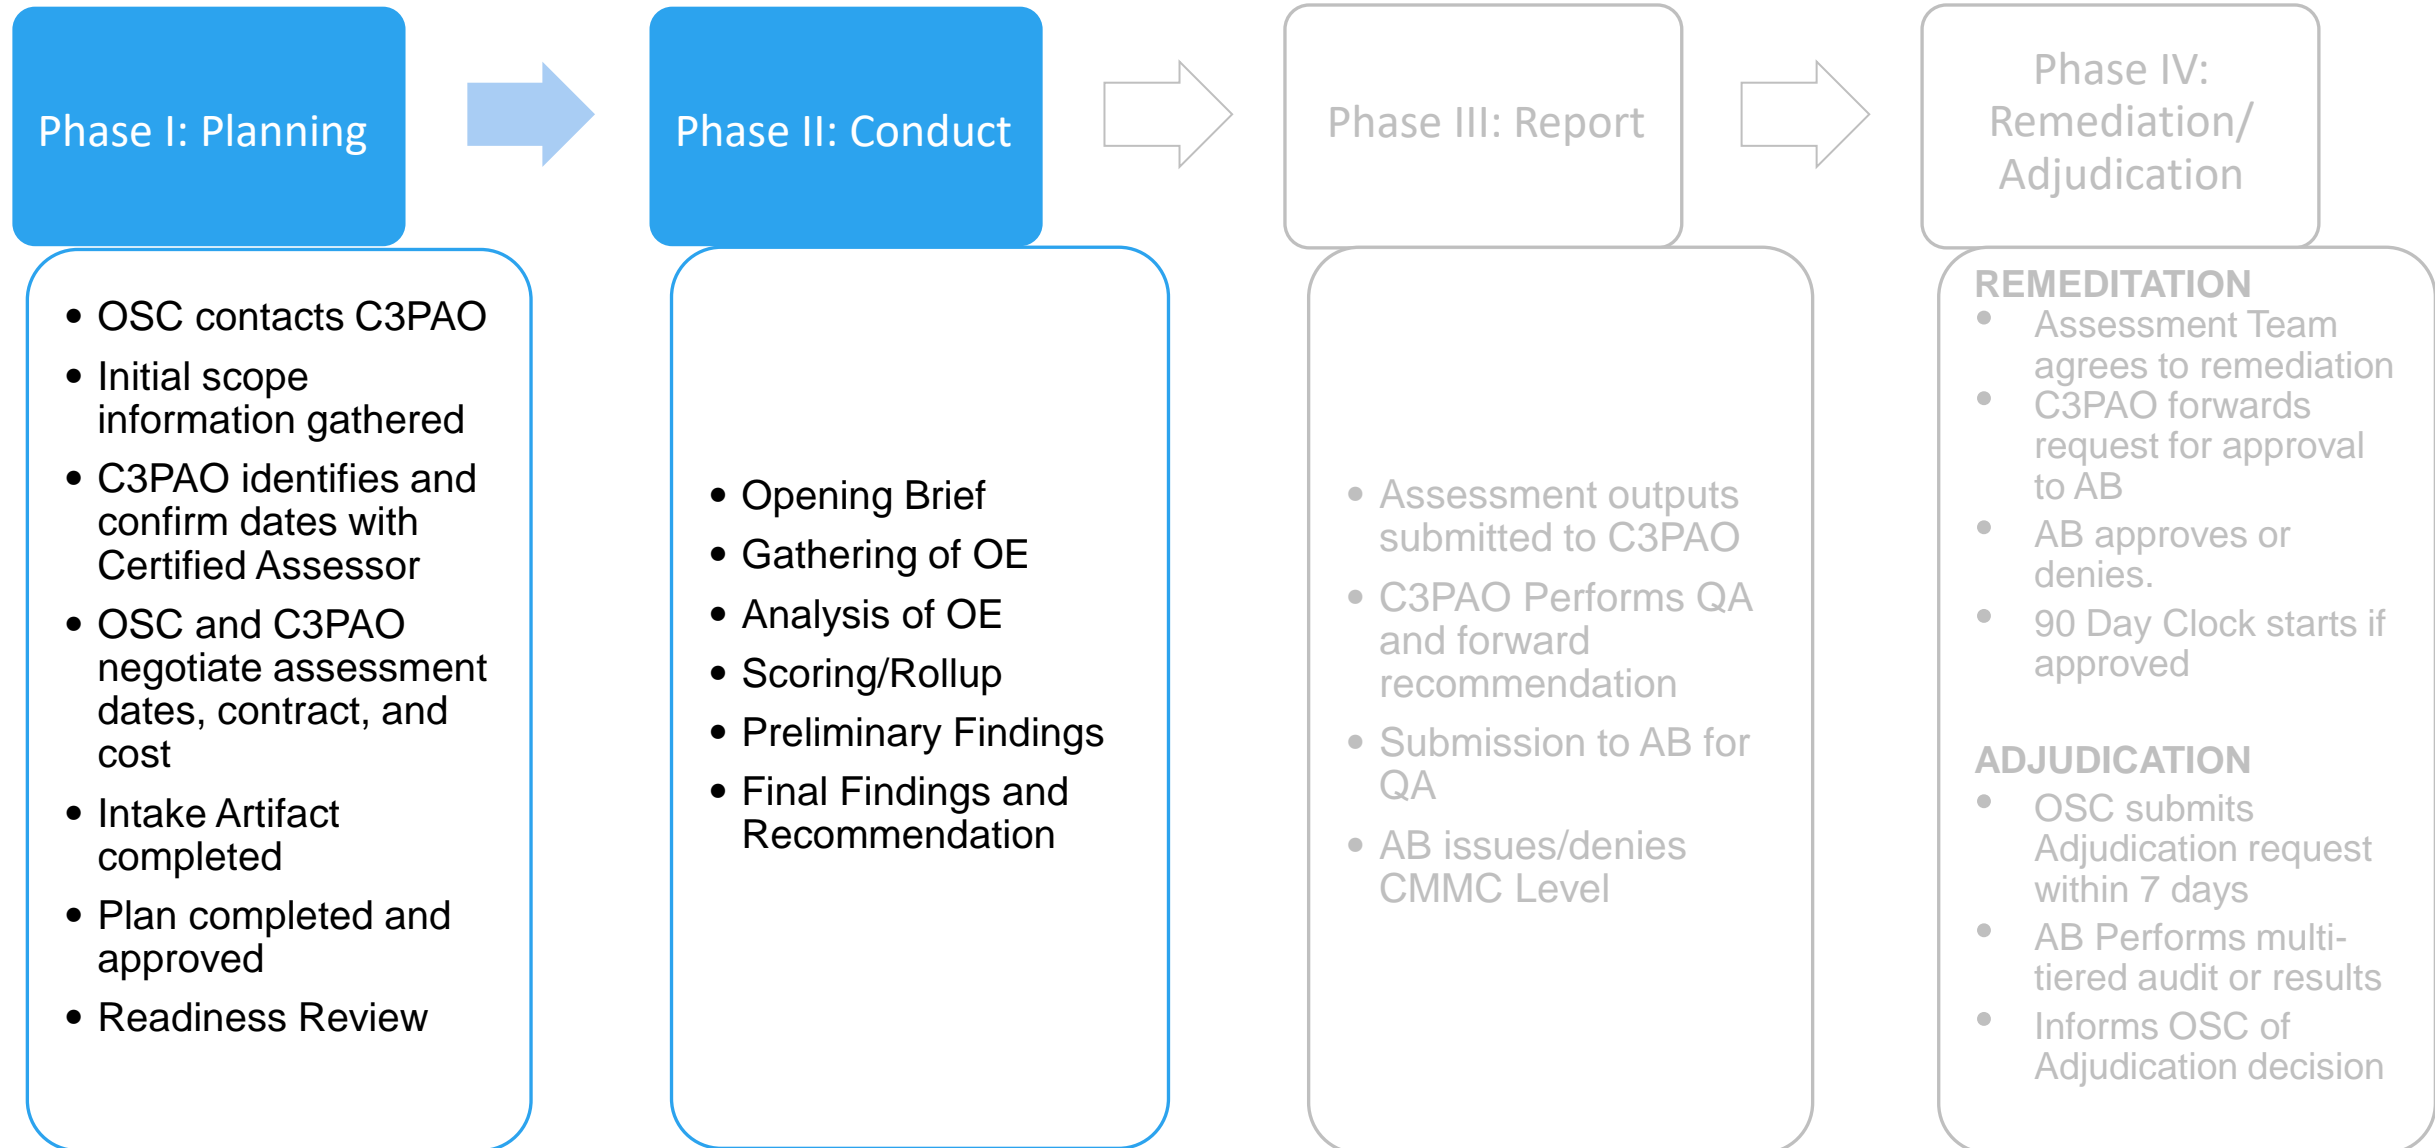 Phase I: Planning
• OSC contacts C3PAO
• Initial scope
information gathered
• C3PAO identifies and
confirm dates with
Certified Assessor
• OSC and C3PAO
negotiate assessment
dates, contract, and
cost
• Intake Artifact
completed
• Plan completed and
approved
• Readiness Review
Phase II: Conduct
• Opening Brief
• Gathering of OE
• Analysis of OE
• Scoring/Rollup
• Preliminary Findings
• Final Findings and
Recommendation
Phase III: Report
• Assessment outputs
submitted to C3PAO
• C3PAO Performs QA
and forward
recommendation
• Submission to AB for
QA
• AB issues/denies
CMMC Level
Phase IV:
Remediation/
Adjudication
REMEDITATION
• Assessment Team
agrees to remediation
• C3PAO forwards
request for approval
to AB
• AB approves or
denies.
• 90 Day Clock starts if
approved
ADJUDICATION
• OSC submits
Adjudication request
within 7 days
• AB Performs multi-
tiered audit or results
• Informs OSC of
Adjudication decision